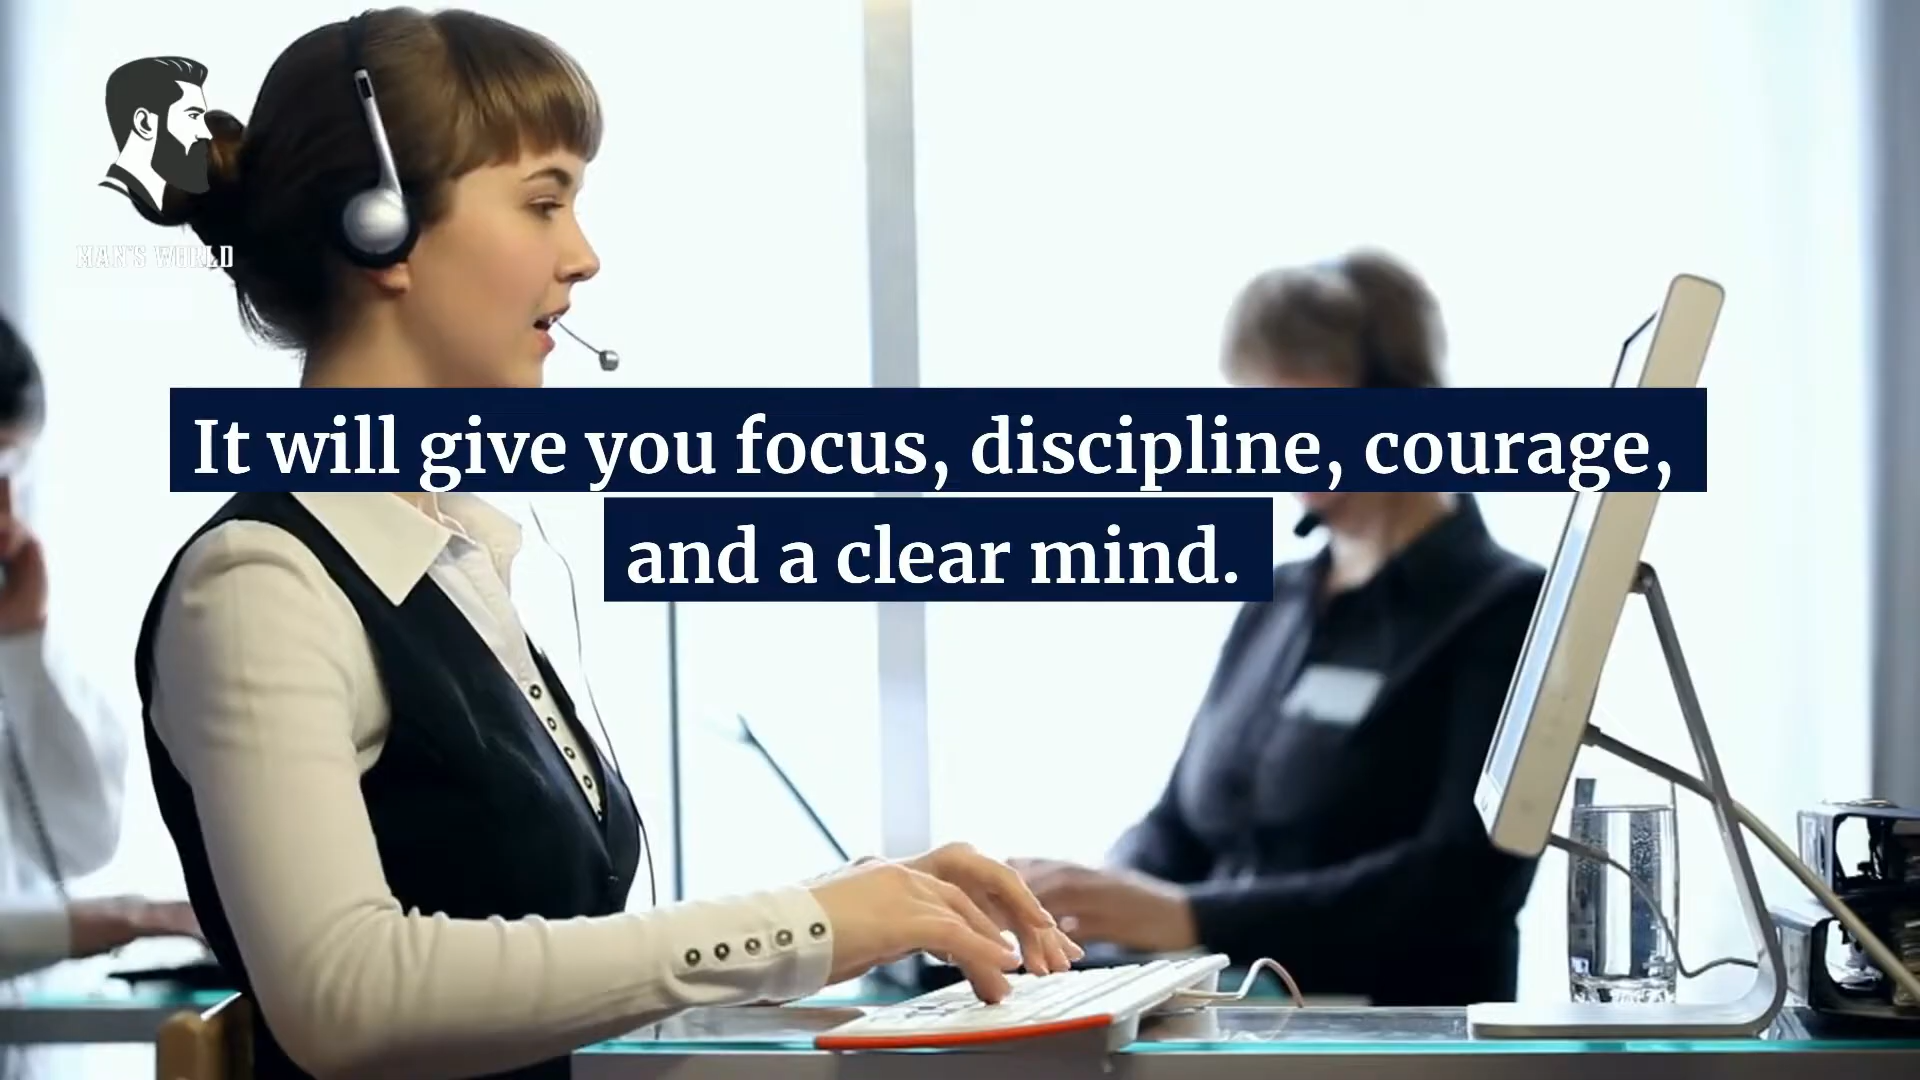 MAN'S WORLD
It will give you focus, discipline, courage,
and a clear mind.